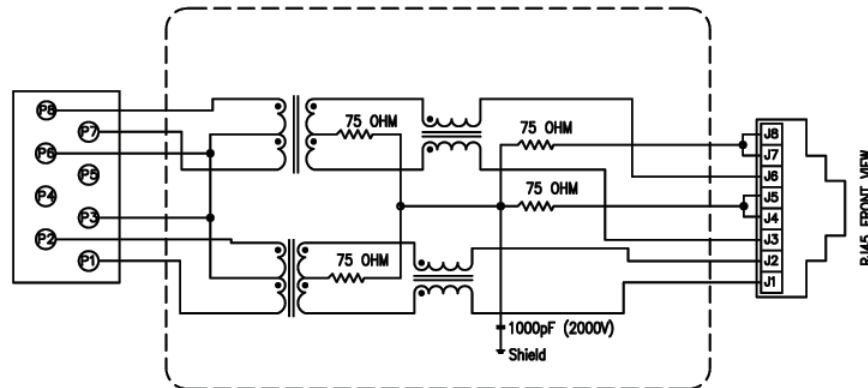 P8
P7
P6
P5
P4
P3
P2
P1
75 OHM
75 OHM
75 OHM
75 OHM
1000pF (2000V)
Shield
J8
J7
J6
J5
J4
J3
J2
J1
RJ45 FRONT VIEW